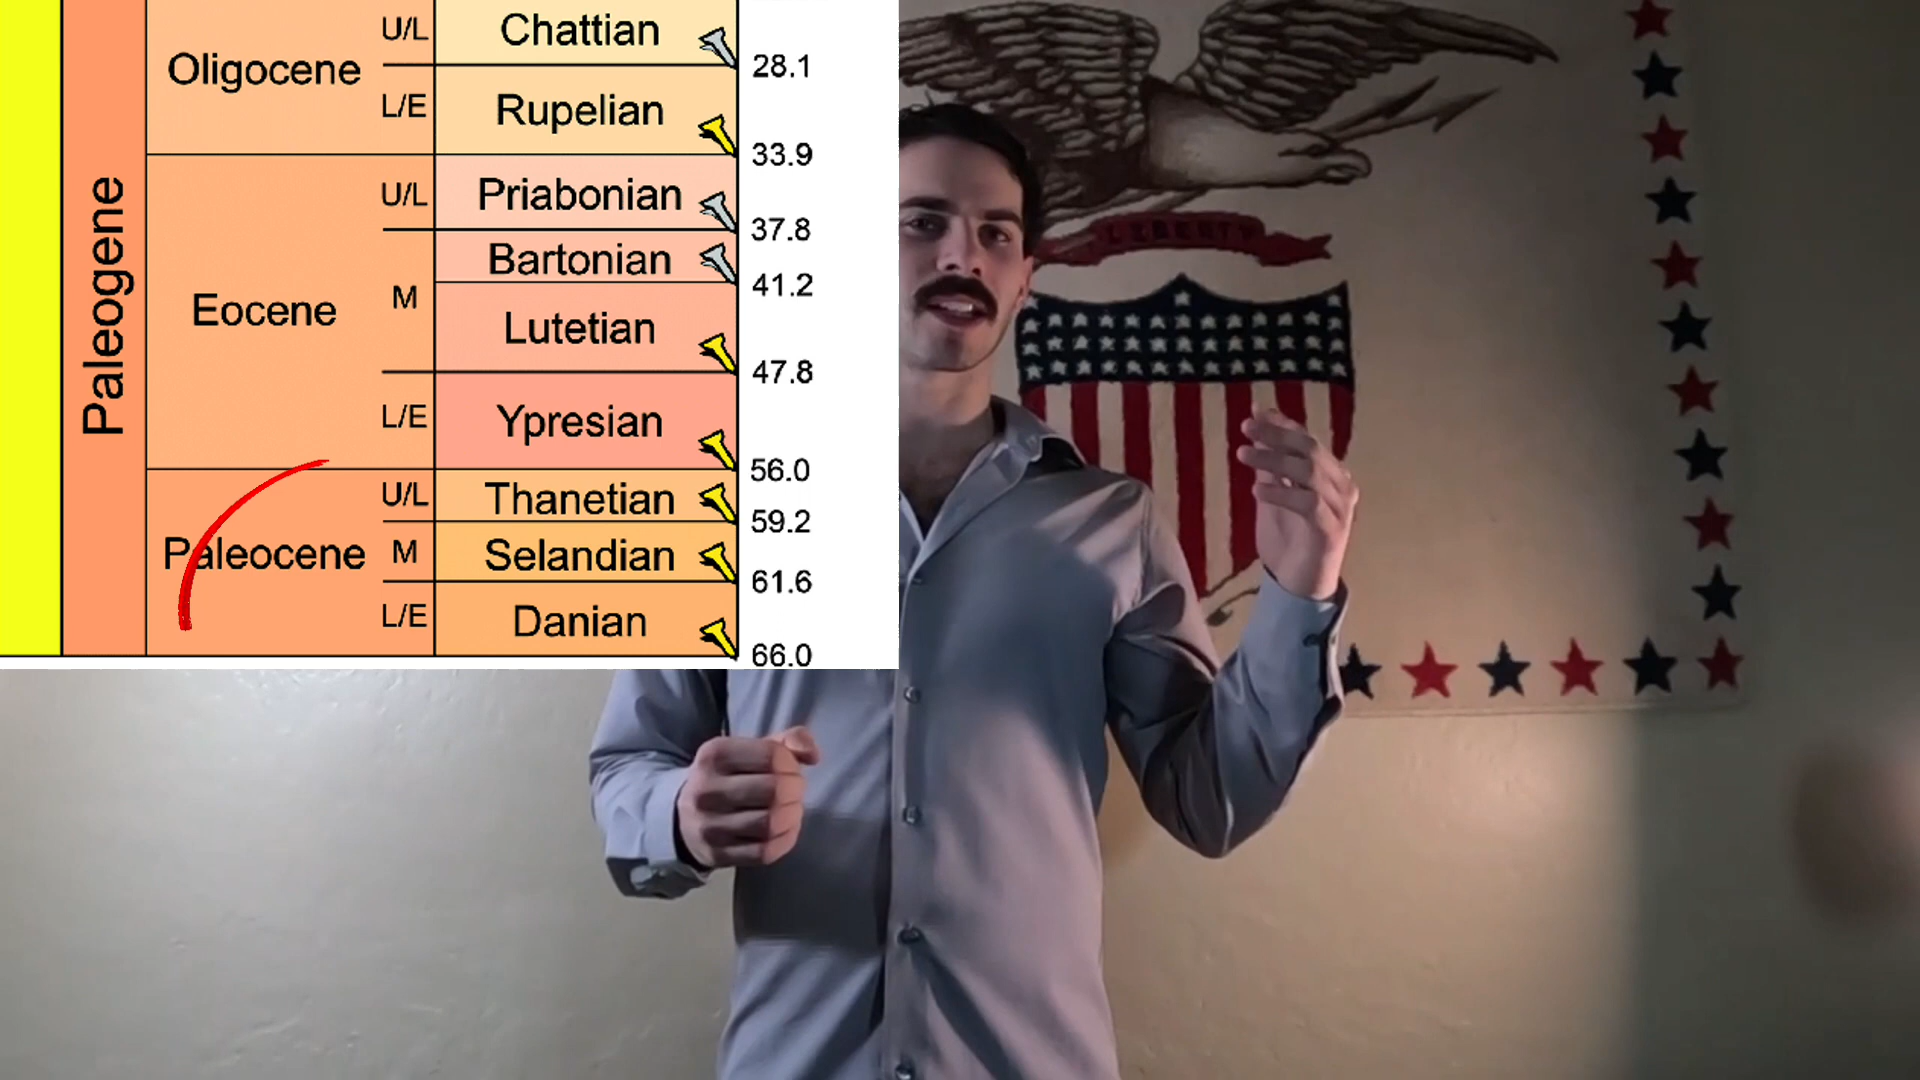 Paleogene
Oligocene
U/L
Chattian
28.1
L/E
Rupelian
33.9
Eocene
U/L
Priabonian
37.8
M
Bartonian
41.2
Lutetian
47.8
L/E
Ypresian
56.0
Paleocene
U/L
Thanetian
59.2
M
Selandian
61.6
L/E
Danian
66.0
LIBERTY